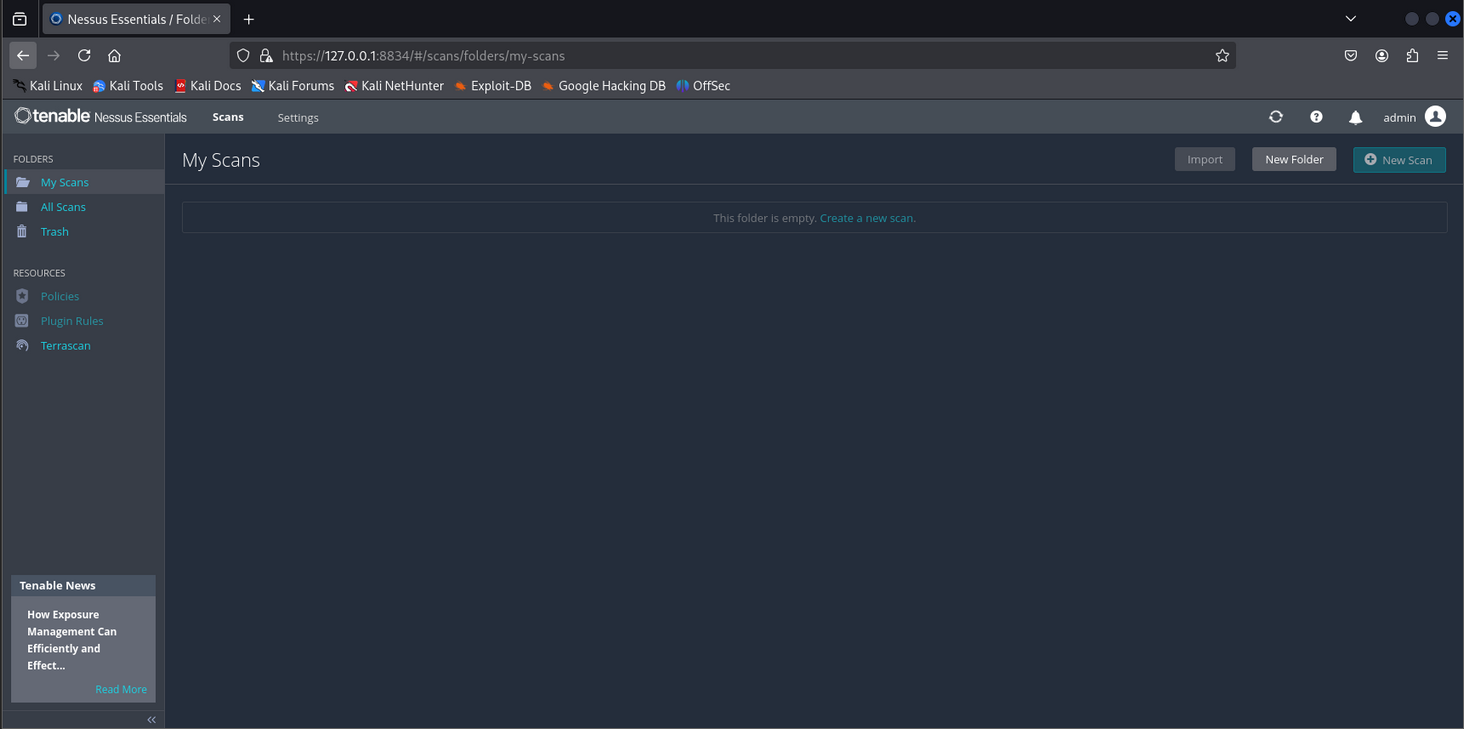 Nessus Essentials / Folde
https://127.0.0.1:8834/#/scans/folders/my-scans
Kali Linux Kali Tools Kali Docs Kali Forums Kali NetHunter Exploit-DB Google Hacking DB OffSec
tenable Nessus Essentials Scans Settings admin
FOLDERS
My Scans
All Scans
Trash
RESOURCES
Policies
Plugin Rules
Terrascan
Tenable News
How Exposure
Management Can
Efficiently and
Effect...
Read More
My Scans Import New Folder New Scan
This folder is empty. Create a new scan.